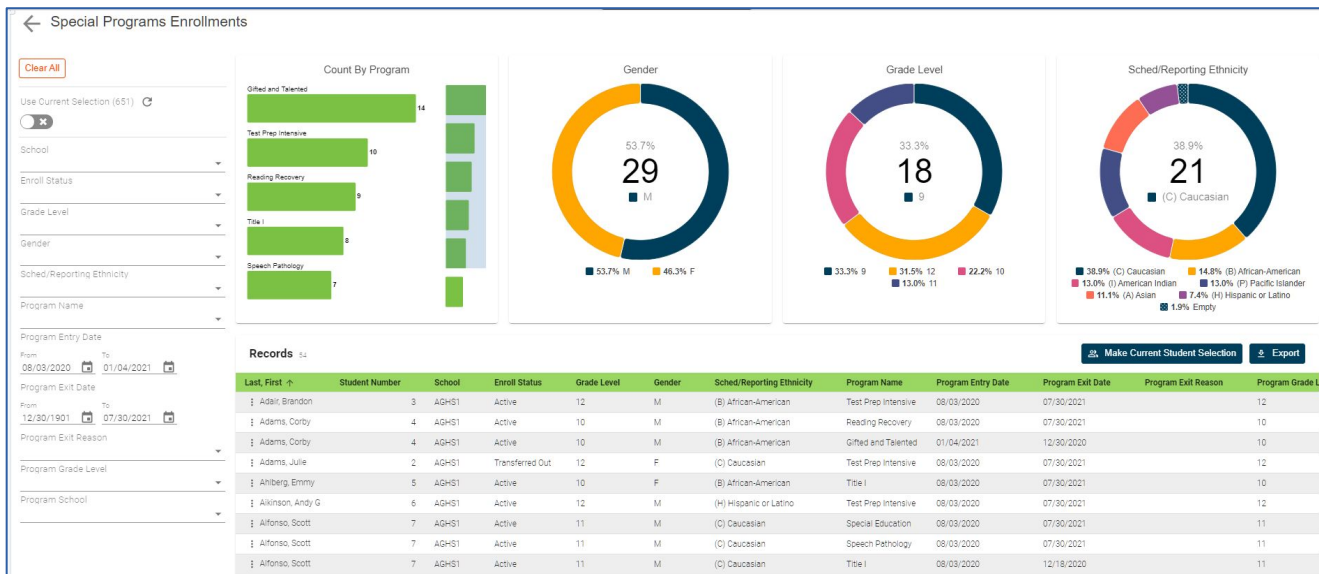 Special Programs Enrollments
Clear All
Use Current Selection (651)
School
Enroll Status
Grade Level
Gender
Sched/Reporting Ethnicity
Program Name
Program Entry Date
From To
08/03/2020 01/04/2021
Program Exit Date
From To
12/30/1901 07/30/2021
Program Exit Reason
Program Grade Level
Program School
Count By Program
Gifted and Talented
14
Test Prep Intensive
10
Reading Recovery
9
Title I
8
Speech Pathology
7
Gender
53.7%
29
M
53.7% M 46.3% F
Grade Level
33.3%
18
9
33.3% 9 31.5% 12 22.2% 10
13.0% 11
Sched/Reporting Ethnicity
38.9%
21
(C) Caucasian
38.9% (C) Caucasian 14.8% (B) African-American
13.0% (I) American Indian 13.0% (P) Pacific Islander
11.1% (A) Asian 7.4% (H) Hispanic or Latino
1.9% Empty
Records 54 Make Current Student Selection Export
Last, First Student Number School Enroll Status Grade Level Gender Sched/Reporting Ethnicity Program Name Program Entry Date Program Exit Date Program Exit Reason Program Grade L
Adair, Brandon 3 AGHS1 Active 12 M (B) African-American Test Prep Intensive 08/03/2020 07/30/2021 12
Adams, Corby 4 AGHS1 Active 10 M (B) African-American Reading Recovery 08/03/2020 07/30/2021 10
Adams, Corby 4 AGHS1 Active 10 M (B) African-American Gifted and Talented 01/04/2021 12/30/2020 10
Adams, Julie 2 AGHS1 Transferred Out 12 F (C) Caucasian Test Prep Intensive 08/03/2020 07/30/2021 12
Ahlberg, Emmy 5 AGHS1 Active 10 F (B) African-American Title I 08/03/2020 07/30/2021 10
Aikinson, Andy G 6 AGHS1 Active 12 M (H) Hispanic or Latino Test Prep Intensive 08/03/2020 07/30/2021 12
Alfonso, Scott 7 AGHS1 Active 11 M (C) Caucasian Special Education 08/03/2020 07/30/2021 11
Alfonso, Scott 7 AGHS1 Active 11 M (C) Caucasian Speech Pathology 08/03/2020 07/30/2021 11
Alfonso, Scott 7 AGHS1 Active 11 M (C) Caucasian Title I 08/03/2020 12/18/2020 11